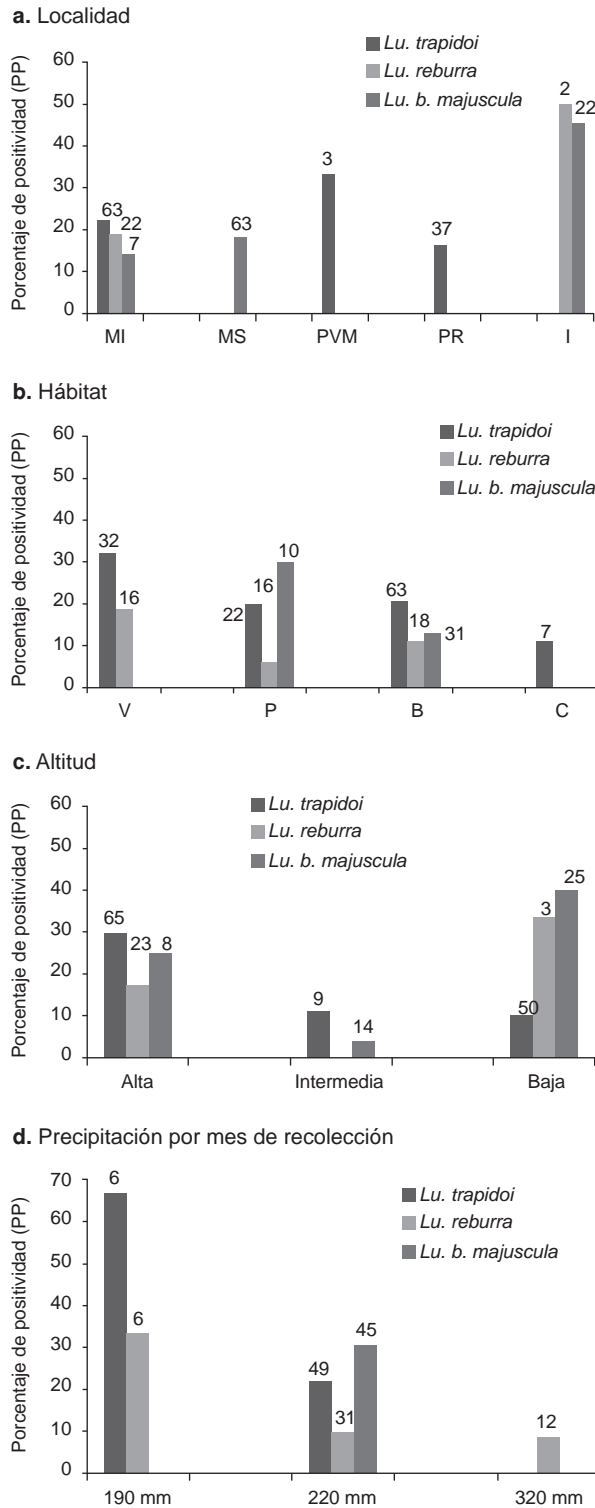 a. Localidad
Lu. trapidoi
Lu. reburra
Lu. b. majuscula
Porcentaje de positividad (PP)
60
50
40
30
20
10
0
63
22
7
63
3
37
2
22
MI MS PVM PR I
b. Hábitat
Lu. trapidoi
Lu. reburra
Lu. b. majuscula
Porcentaje de positividad (PP)
60
50
40
30
20
10
0
32
16
22
16
10
63
18
31
7
V P B C
c. Altitud
Lu. trapidoi
Lu. reburra
Lu. b. majuscula
Porcentaje de positividad (PP)
60
50
40
30
20
10
0
65
23
8
9
14
50
3
25
Alta Intermedia Baja
d. Precipitación por mes de recolección
Lu. trapidoi
Lu. reburra
Lu. b. majuscula
Porcentaje de positividad (PP)
70
60
50
40
30
20
10
0
6
6
49
31
45
12
190 mm 220 mm 320 mm